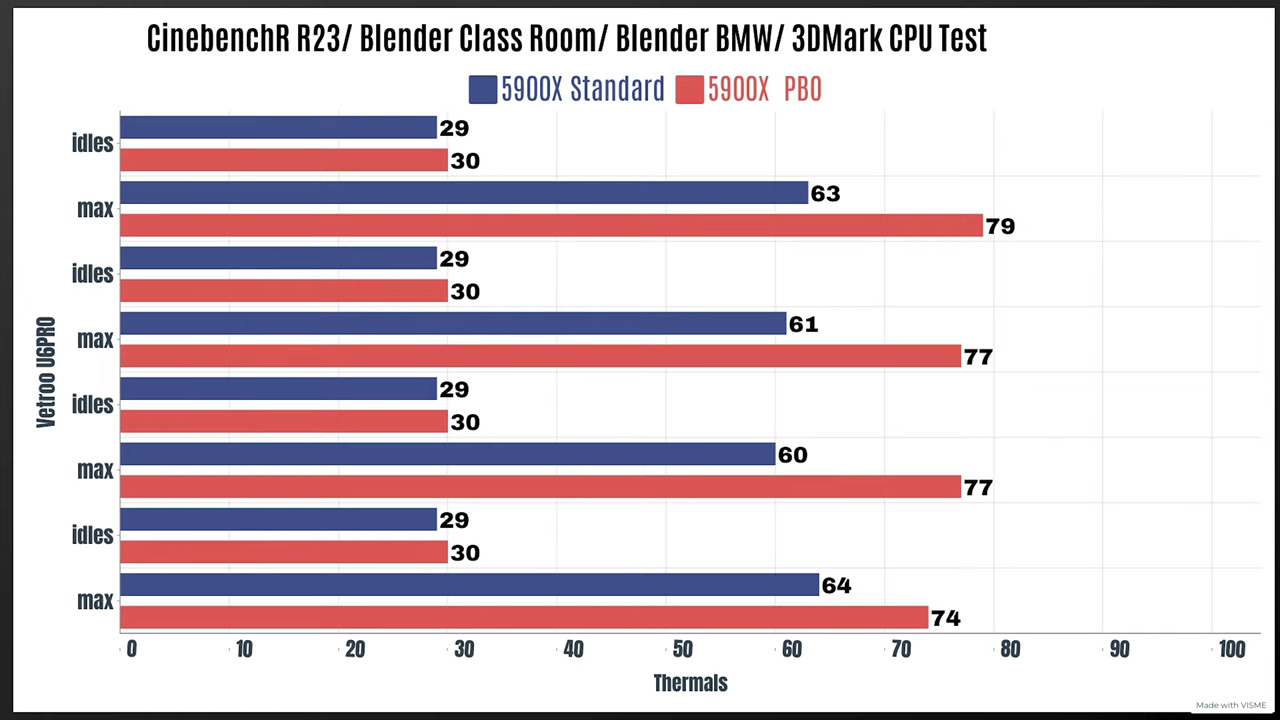 CinebenchR R23/ Blender Class Room/ Blender BMW/ 3DMark CPU Test
5900X Standard 5900X PBO
idles
29
30
max
63
79
idles
29
30
max
61
77
idles
29
30
max
60
77
idles
29
30
max
64
74
Vetroo U6PRO
0 10 20 30 40 50 60 70 80 90 100
Thermals
Made with VISME